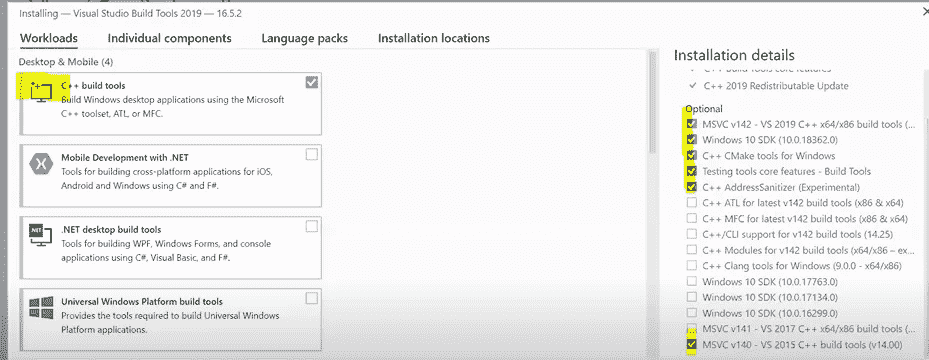 Installing — Visual Studio Build Tools 2019 — 16.5.2
Workloads Individual components Language packs Installation locations
Desktop & Mobile (4)
C++ build tools
Build Windows desktop applications using the Microsoft
C++ toolset, ATL, or MFC.
Mobile Development with .NET
Tools for building cross-platform applications for iOS,
Android and Windows using C# and F#.
.NET desktop build tools
Tools for building WPF, Windows Forms, and console
applications using C#, Visual Basic, and F#.
Universal Windows Platform build tools
Provides the tools required to build Universal Windows
Platform applications.
Installation details
C++ Build Tools core features
C++ 2019 Redistributable Update
Optional
MSVC v142 - VS 2019 C++ x64/x86 build tools (...
Windows 10 SDK (10.0.18362.0)
C++ CMake tools for Windows
Testing tools core features - Build Tools
C++ AddressSanitizer (Experimental)
C++ ATL for latest v142 build tools (x86 & x64)
C++ MFC for latest v142 build tools (x86 & x64)
C++/CLI support for v142 build tools (14.25)
C++ Modules for v142 build tools (x64/x86 – ex...
C++ Clang tools for Windows (9.0.0 - x64/x86)
Windows 10 SDK (10.0.17763.0)
Windows 10 SDK (10.0.17134.0)
Windows 10 SDK (10.0.16299.0)
MSVC v141 - VS 2017 C++ x64/x86 build tools (...
MSVC v140 - VS 2015 C++ build tools (v14.00)